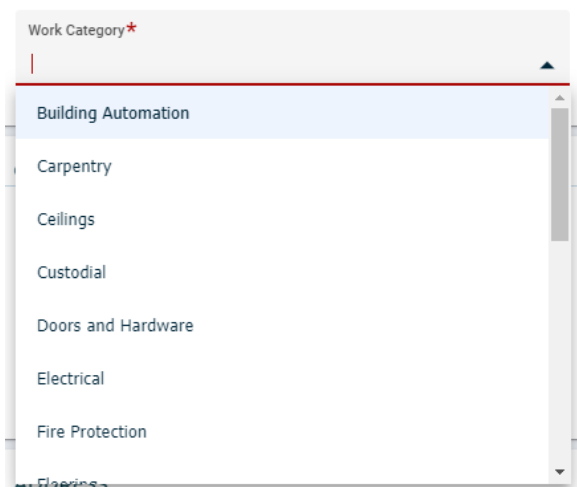 Work Category*
Building Automation
Carpentry
Ceilings
Custodial
Doors and Hardware
Electrical
Fire Protection